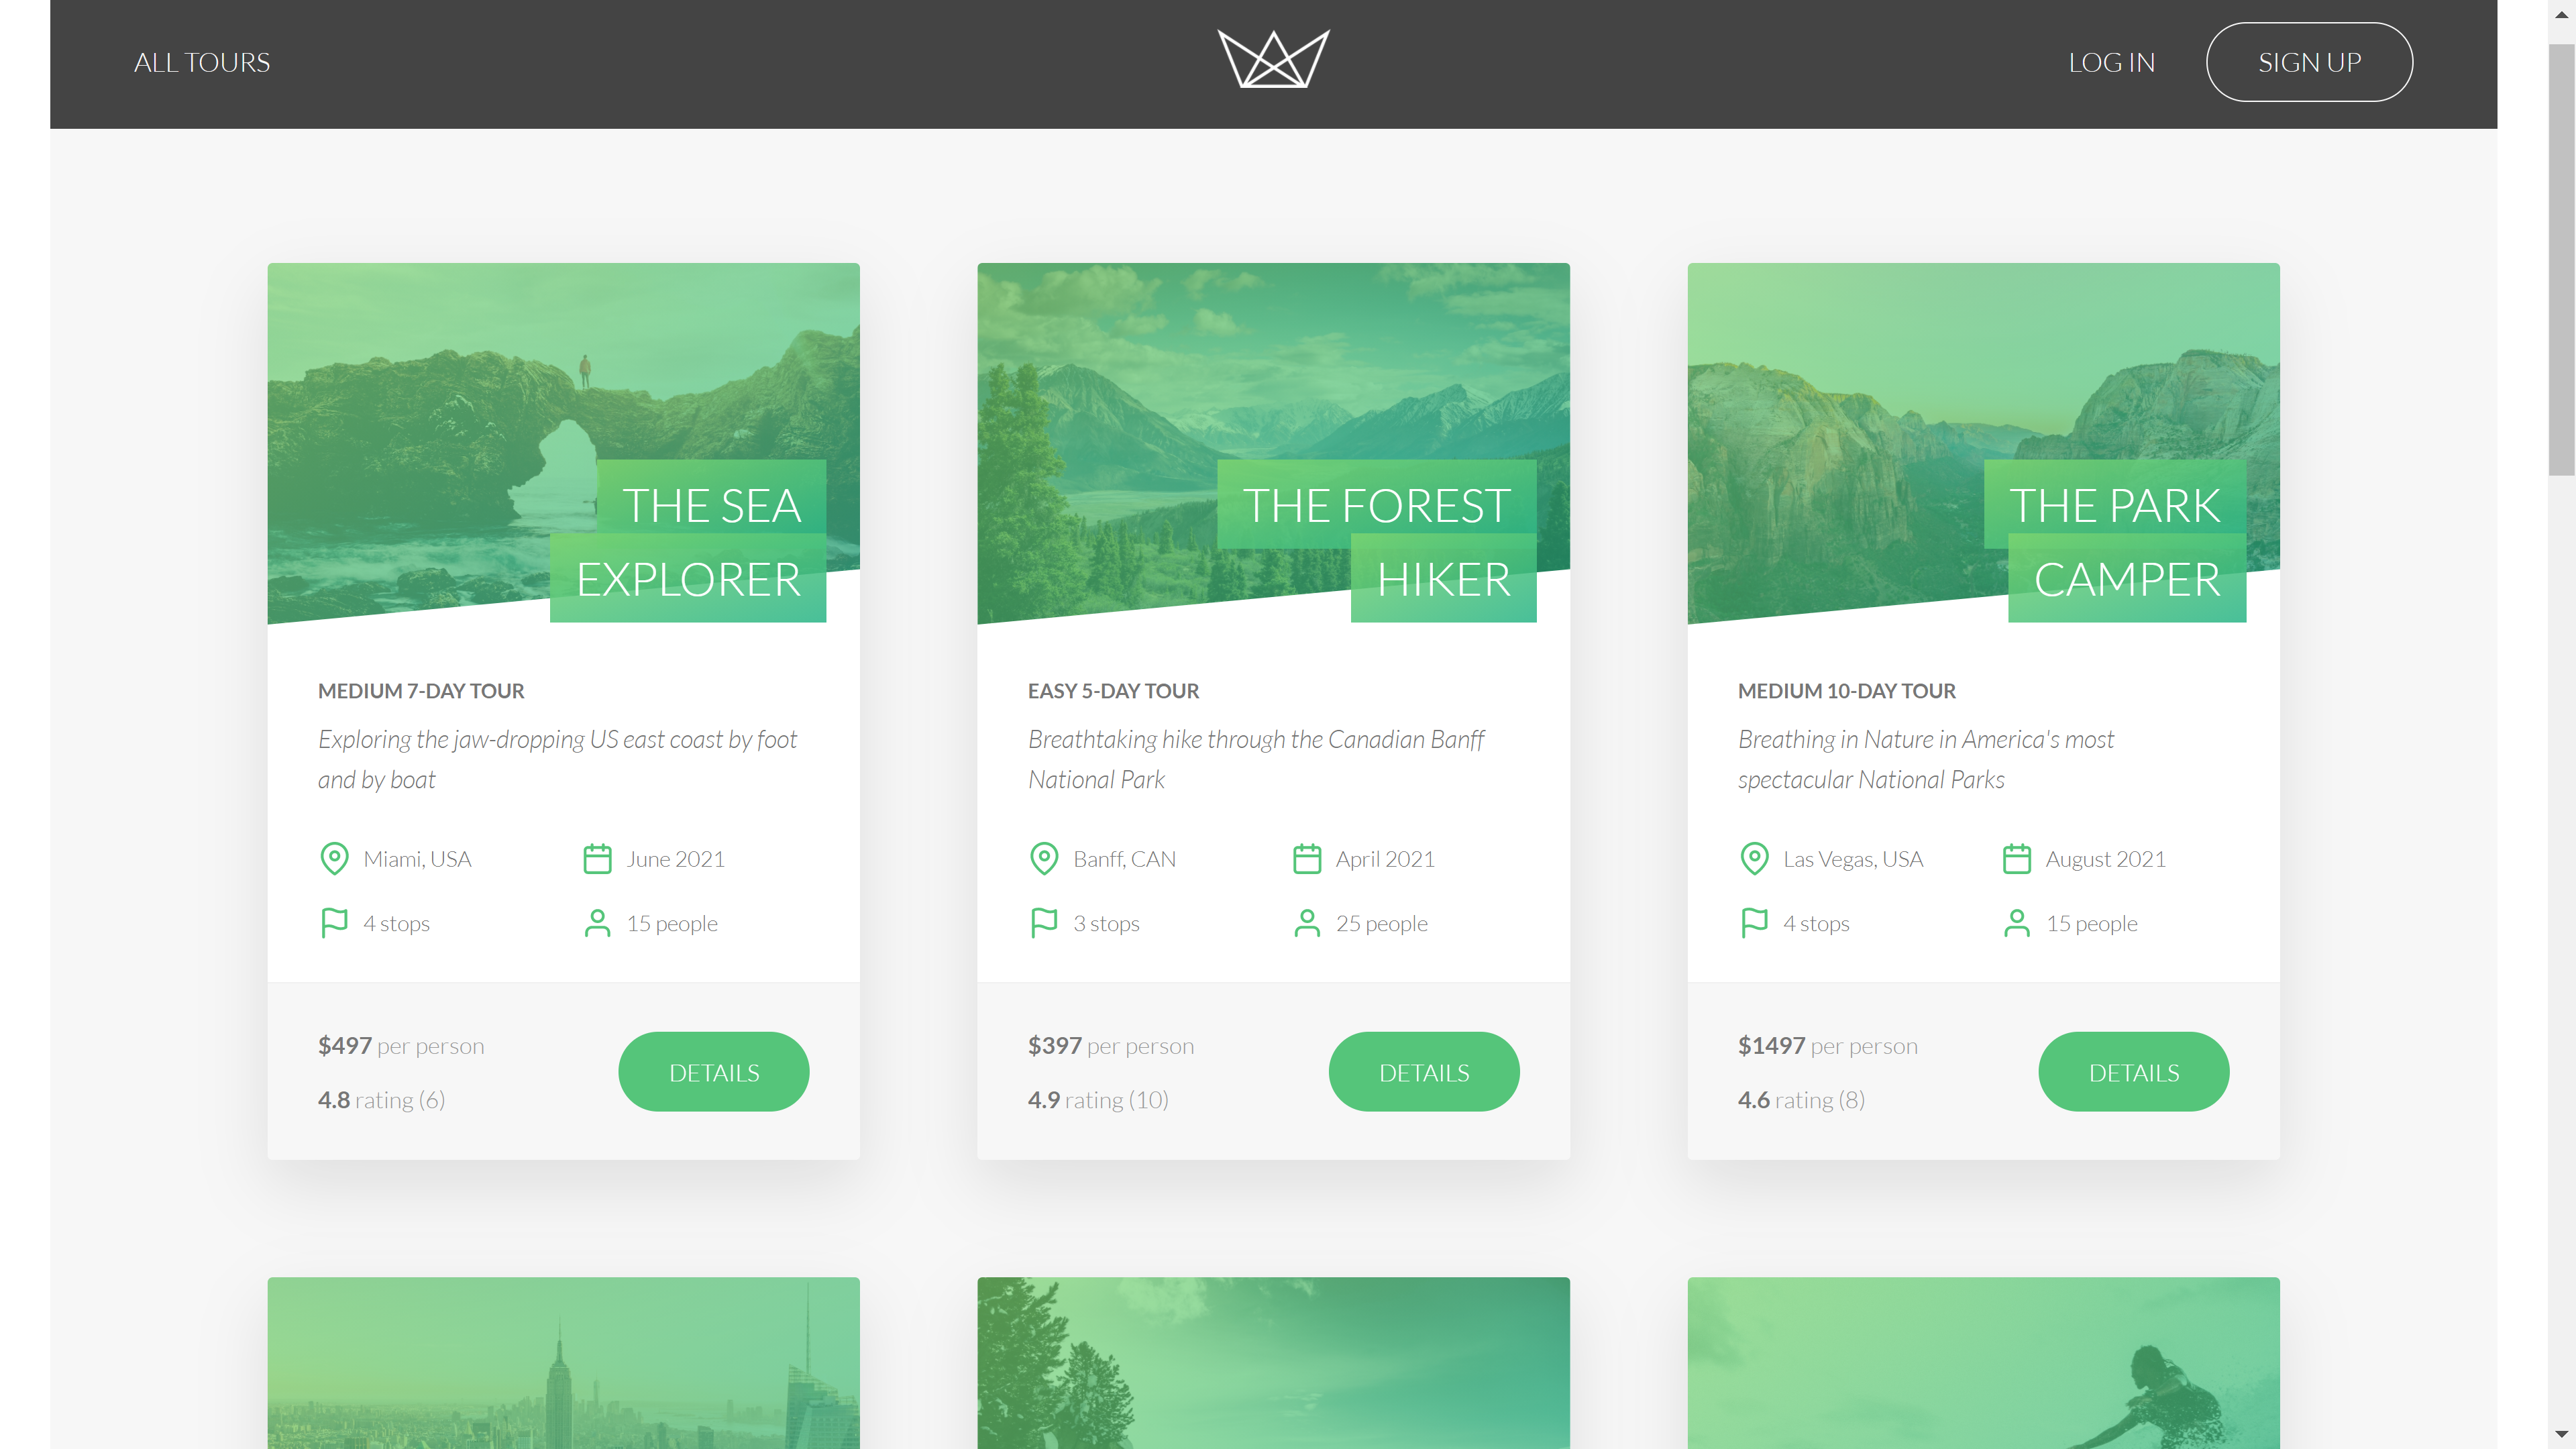 ALL TOURS
LOG IN
SIGN UP
THE SEA
EXPLORER
MEDIUM 7-DAY TOUR
Exploring the jaw-dropping US east coast by foot
and by boat
Miami, USA
June 2021
4 stops
15 people
$497 per person
4.8 rating (6)
DETAILS
THE FOREST
HIKER
EASY 5-DAY TOUR
Breathtaking hike through the Canadian Banff
National Park
Banff, CAN
April 2021
3 stops
25 people
$397 per person
4.9 rating (10)
DETAILS
THE PARK
CAMPER
MEDIUM 10-DAY TOUR
Breathing in Nature in America's most
spectacular National Parks
Las Vegas, USA
August 2021
4 stops
15 people
$1497 per person
4.6 rating (8)
DETAILS